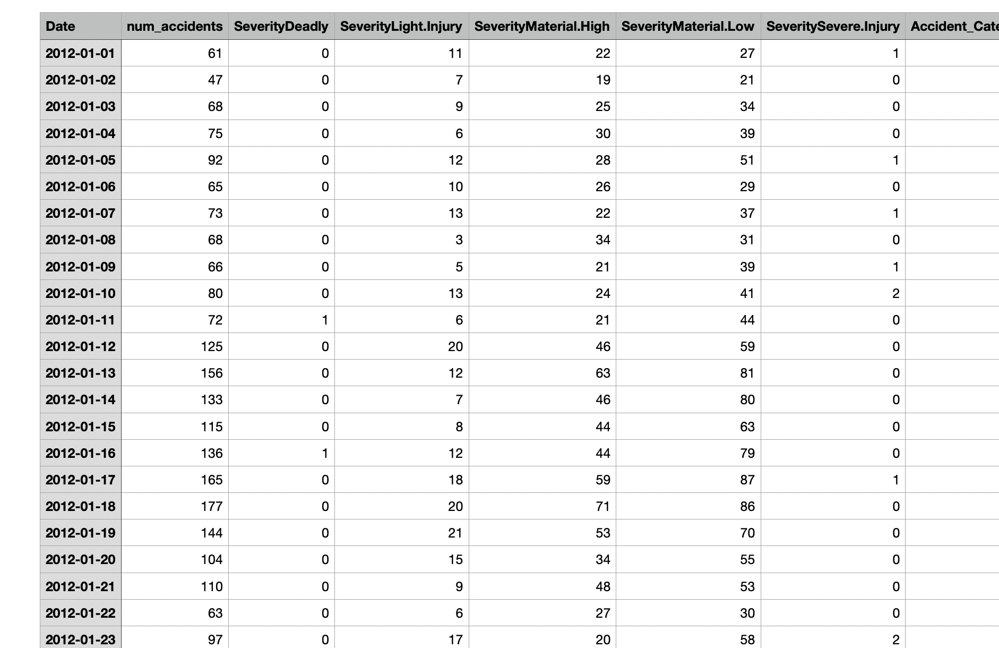 Date num_accidents SeverityDeadly SeverityLight.Injury SeverityMaterial.High SeverityMaterial.Low SeveritySevere.Injury Accident_Cate
2012-01-01 61 0 11 22 27 1
2012-01-02 47 0 7 19 21 0
2012-01-03 68 0 9 25 34 0
2012-01-04 75 0 6 30 39 0
2012-01-05 92 0 12 28 51 1
2012-01-06 65 0 10 26 29 0
2012-01-07 73 0 13 22 37 1
2012-01-08 68 0 3 34 31 0
2012-01-09 66 0 5 21 39 1
2012-01-10 80 0 13 24 41 2
2012-01-11 72 1 6 21 44 0
2012-01-12 125 0 20 46 59 0
2012-01-13 156 0 12 63 81 0
2012-01-14 133 0 7 46 80 0
2012-01-15 115 0 8 44 63 0
2012-01-16 136 1 12 44 79 0
2012-01-17 165 0 18 59 87 1
2012-01-18 177 0 20 71 86 0
2012-01-19 144 0 21 53 70 0
2012-01-20 104 0 15 34 55 0
2012-01-21 110 0 9 48 53 0
2012-01-22 63 0 6 27 30 0
2012-01-23 97 0 17 20 58 2